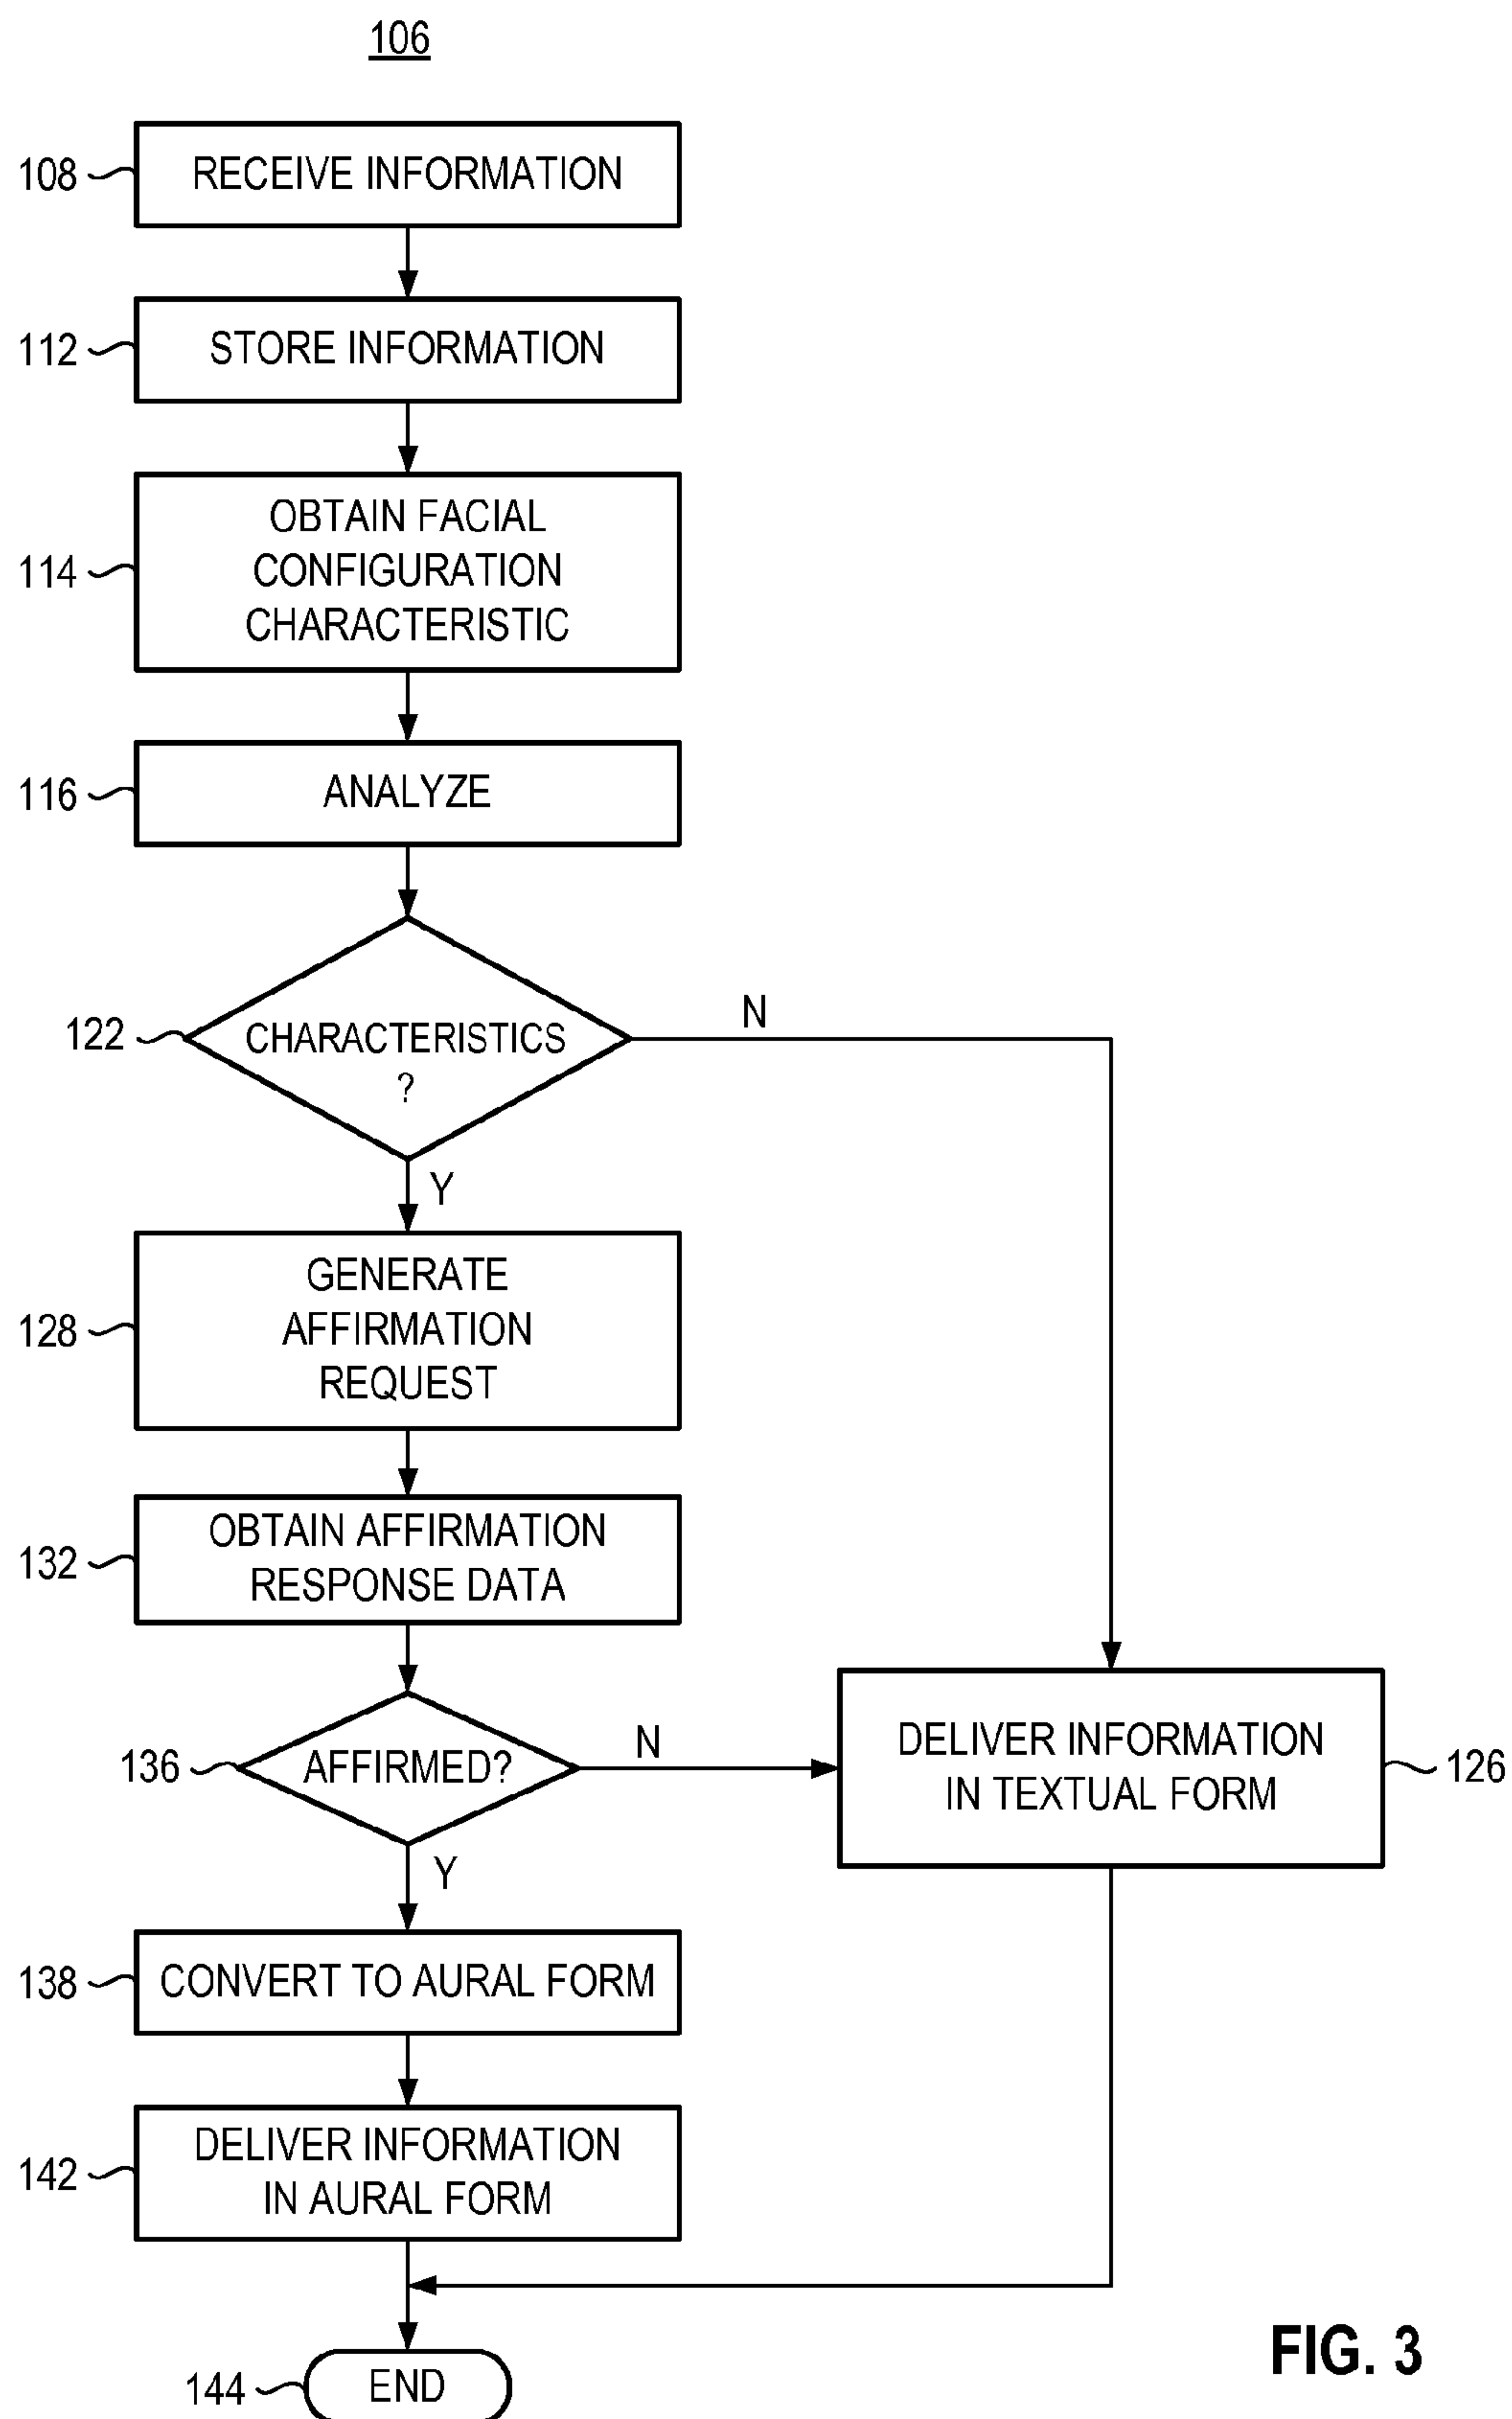 106
108
RECEIVE INFORMATION
112
STORE INFORMATION
114
OBTAIN FACIAL
CONFIGURATION
CHARACTERISTIC
116
ANALYZE
122
CHARACTERISTICS
?
N
Y
128
GENERATE
AFFIRMATION
REQUEST
132
OBTAIN AFFIRMATION
RESPONSE DATA
136
AFFIRMED?
N
Y
DELIVER INFORMATION
IN TEXTUAL FORM
126
138
CONVERT TO AURAL FORM
142
DELIVER INFORMATION
IN AURAL FORM
144
END
FIG. 3